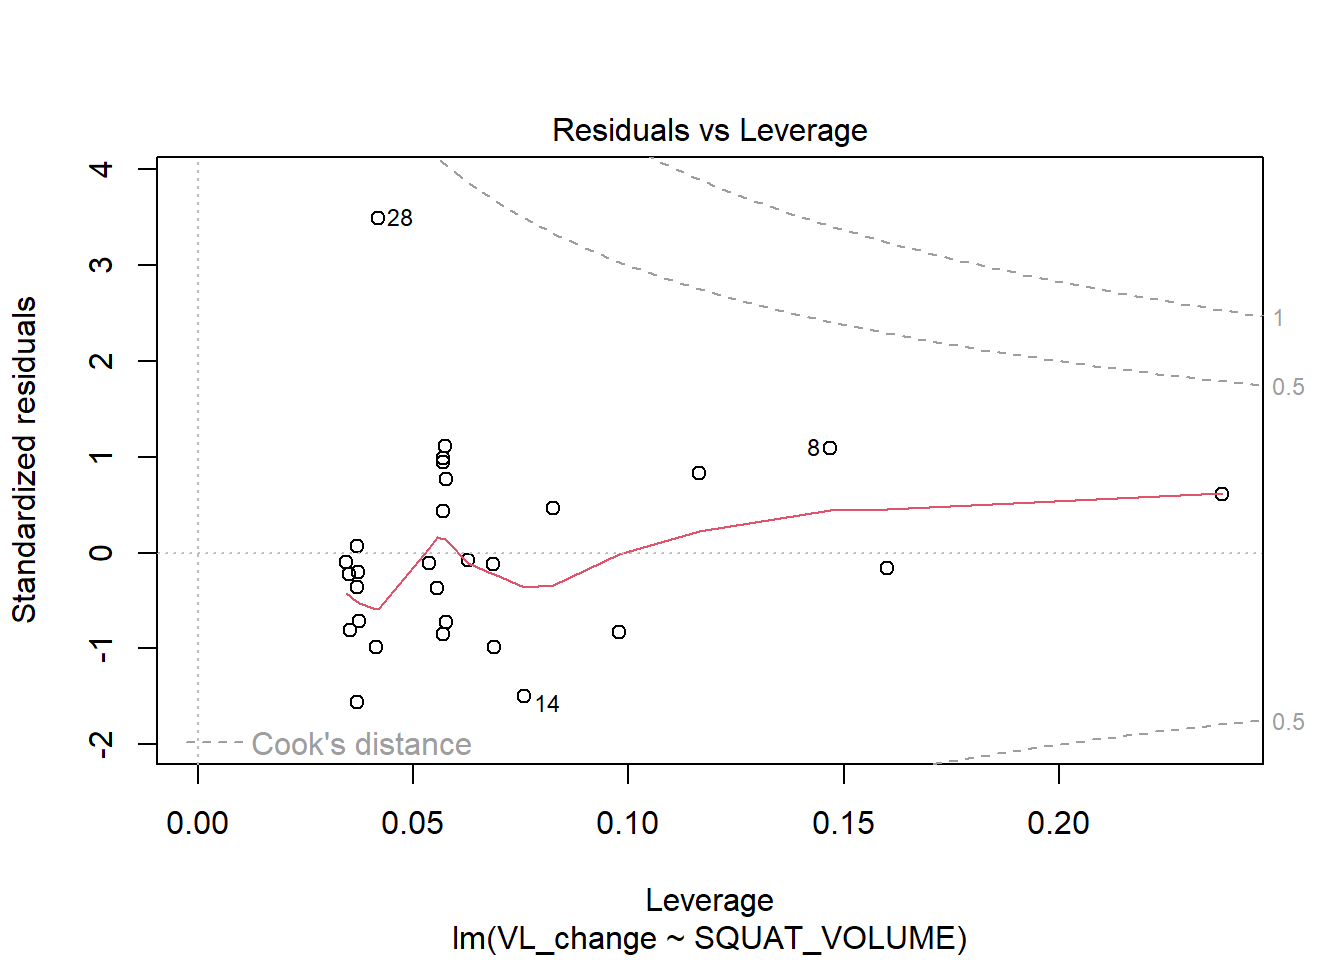 Residuals vs Leverage
Standardized residuals
4
3
2
1
0
-1
-2
28
8
14
1
0.5
0.5
Cook's distance
0.00 0.05 0.10 0.15 0.20
Leverage
lm(VL_change ~ SQUAT_VOLUME)